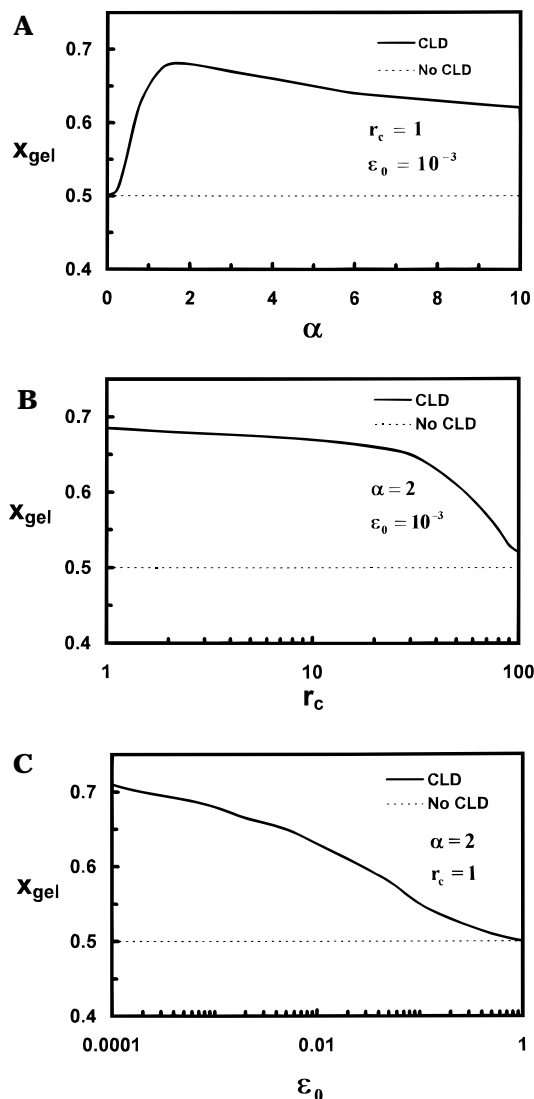 A
0.7
0.6
0.5
0.4
x_gel
CLD
No CLD
r_c = 1
ε_0 = 10^-3
0 2 4 6 8 10
α
B
0.7
0.6
0.5
0.4
x_gel
CLD
No CLD
α = 2
ε_0 = 10^-3
1 10 100
r_c
C
0.7
0.6
0.5
0.4
x_gel
CLD
No CLD
α = 2
r_c = 1
0.0001 0.01 1
ε_0